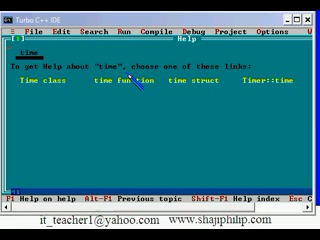 Turbo C++ IDE
≡ File Edit Search Run Compile Debug Project Options W
Help
time
To get Help about "time", choose one of these links:
Time class time function time struct Timer::time
F1 Help on help Alt-F1 Previous topic Shift-F1 Help index Esc C
it_teacher1@yahoo.com www.shajiphilip.com